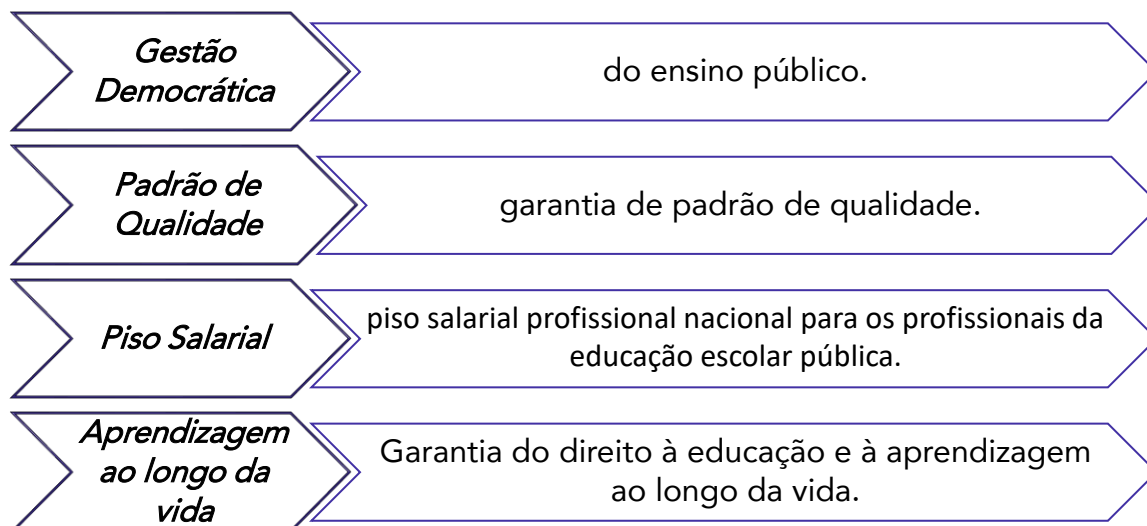 Gestão
Democrática
do ensino público.
Padrão de
Qualidade
garantia de padrão de qualidade.
Piso Salarial
piso salarial profissional nacional para os profissionais da
educação escolar pública.
Aprendizagem
ao longo da
vida
Garantia do direito à educação e à aprendizagem
ao longo da vida.